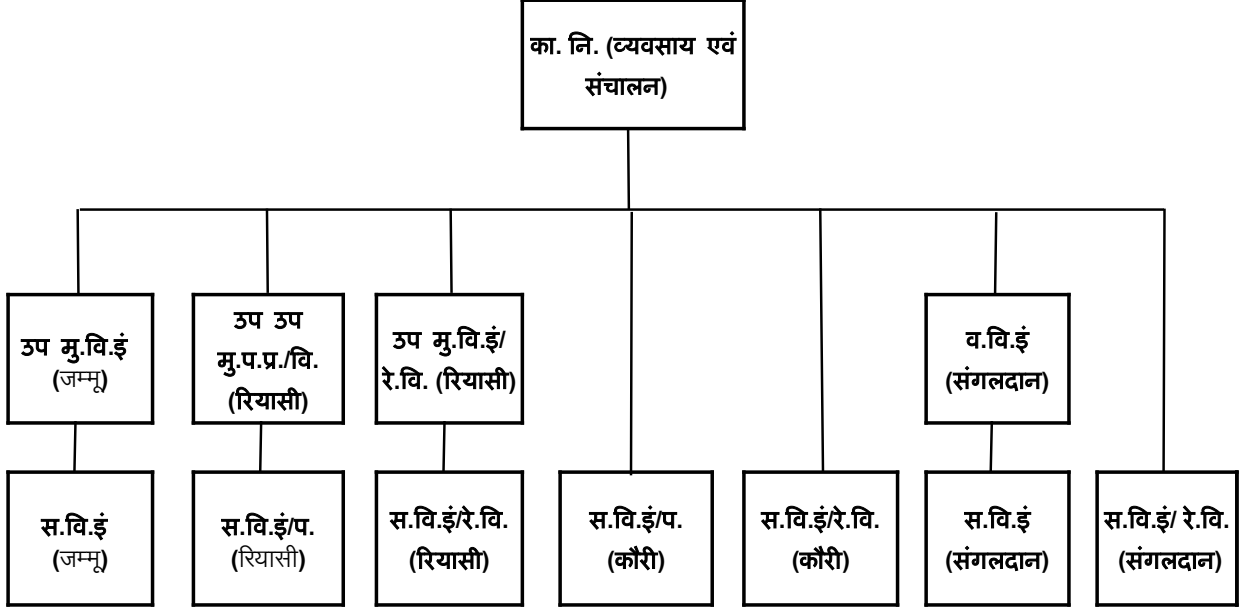 का. नि. (व्यवसाय एवं
संचालन)
उप मु.वि.इं
(जम्मू)
उप उप
मु.प.प्र./वि.
(रियासी)
उप मु.वि.इं/
रे.वि. (रियासी)
व.वि.इं
(संगलदान)
स.वि.इं
(जम्मू)
स.वि.इं/प.
(रियासी)
स.वि.इं/रे.वि.
(रियासी)
स.वि.इं/प.
(कौरी)
स.वि.इं/रे.वि.
(कौरी)
स.वि.इं
(संगलदान)
स.वि.इं/ रे.वि.
(संगलदान)